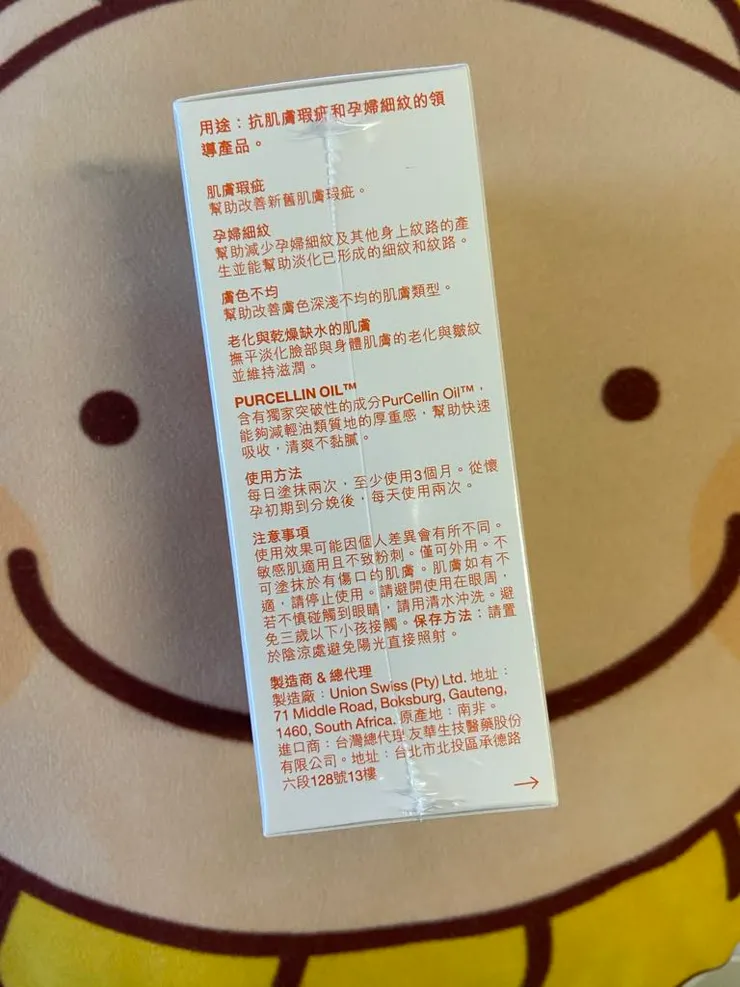 用途：抗肌膚瑕疵和孕婦細紋的領
導產品。
肌膚瑕疵
幫助改善新舊肌膚瑕疵。
孕婦細紋
幫助減少孕婦細紋及其他身上紋路的產
生並能幫助淡化已形成的細紋和紋路。
膚色不均
幫助改善膚色深淺不均的肌膚類型。
老化與乾燥缺水的肌膚
撫平淡化臉部與身體肌膚的老化與皺紋
並維持滋潤。
PURCELLIN OIL™
含有獨家突破性的成分PurCellin Oil™，
能夠減輕油類質地的厚重感，幫助快速
吸收，清爽不黏膩。
使用方法
每日塗抹兩次，至少使用3個月。從懷
孕初期到分娩後，每天使用兩次。
注意事項
使用效果可能因個人差異會有所不同。
敏感肌適用且不致粉刺。僅可外用。不
可塗抹於有傷口的肌膚。肌膚如有不
適，請停止使用。請避開使用在眼周，
若不慎碰觸到眼睛，請用清水沖洗。避
免三歲以下小孩接觸。保存方法：請置
於陰涼處避免陽光直接照射。
製造商 & 總代理
製造廠：Union Swiss (Pty) Ltd. 地址：
71 Middle Road, Boksburg, Gauteng,
1460, South Africa. 原產地：南非。
進口商：台灣總代理 友華生技醫藥股份
有限公司。地址：台北市北投區承德路
六段128號13樓